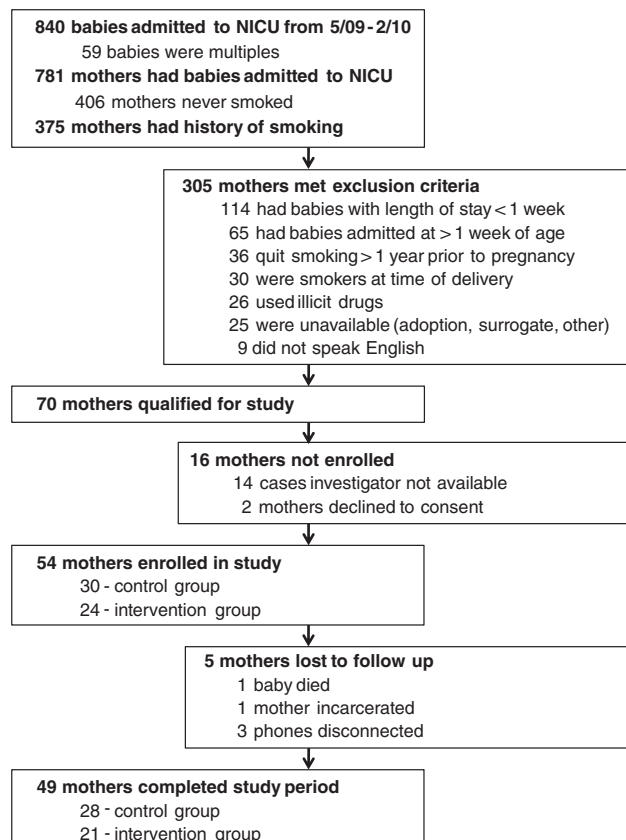 840 babies admitted to NICU from 5/09-2/10
59 babies were multiples
781 mothers had babies admitted to NICU
406 mothers never smoked
375 mothers had history of smoking
305 mothers met exclusion criteria
114 had babies with length of stay < 1 week
65 had babies admitted at > 1 week of age
36 quit smoking > 1 year prior to pregnancy
30 were smokers at time of delivery
26 used illicit drugs
25 were unavailable (adoption, surrogate, other)
9 did not speak English
70 mothers qualified for study
16 mothers not enrolled
14 cases investigator not available
2 mothers declined to consent
54 mothers enrolled in study
30 - control group
24 - intervention group
5 mothers lost to follow up
1 baby died
1 mother incarcerated
3 phones disconnected
49 mothers completed study period
28 - control group
21 - intervention group